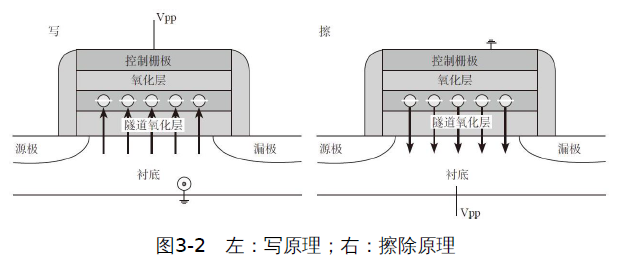 写
Vpp
控制栅极
氧化层
隧道氧化层
源极
漏极
衬底
擦
控制栅极
氧化层
隧道氧化层
源极
漏极
衬底
Vpp
图3-2 左：写原理；右：擦除原理